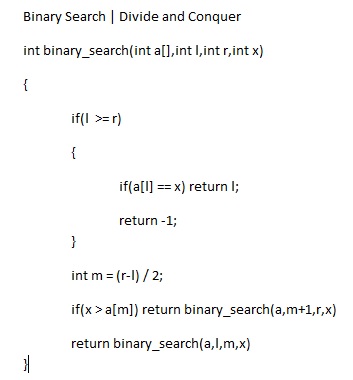 Binary Search | Divide and Conquer
int binary_search(int a[],int l,int r,int x)
{
if(l >= r)
{
if(a[l] == x) return l;
return -1;
}
int m = (r-l) / 2;
if(x > a[m]) return binary_search(a,m+1,r,x)
return binary_search(a,l,m,x)
}